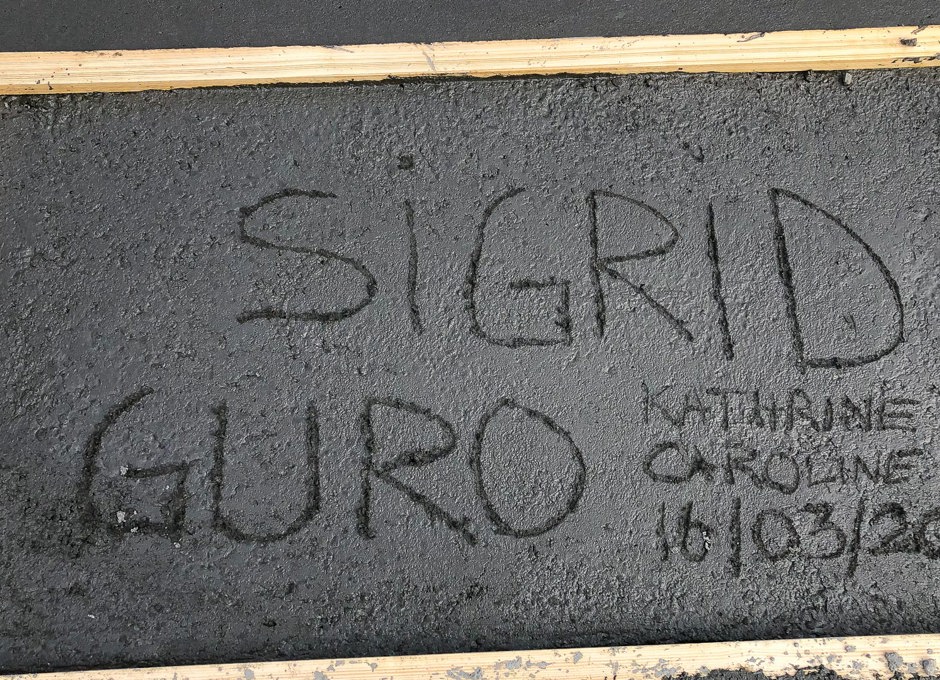 SiGRID
GURO
KATHRINE
CAROLINE
16/03/20